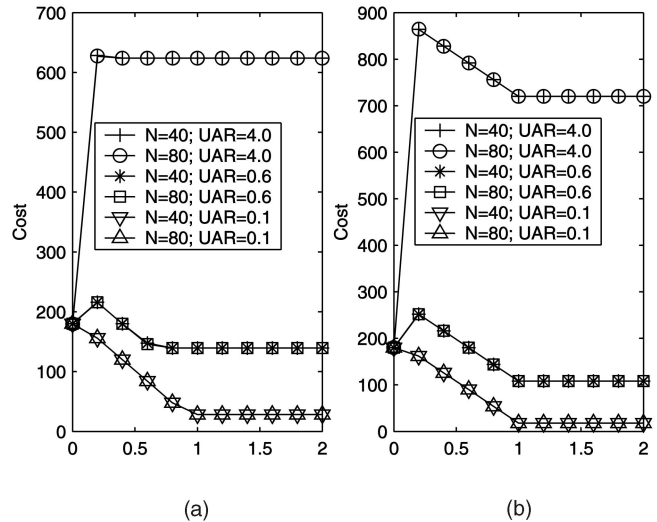 700
600
500
400
300
200
100
0
Cost
N=40; UAR=4.0
N=80; UAR=4.0
N=40; UAR=0.6
N=80; UAR=0.6
N=40; UAR=0.1
N=80; UAR=0.1
0 0.5 1 1.5 2
(a)
900
800
700
600
500
400
300
200
100
0
Cost
N=40; UAR=4.0
N=80; UAR=4.0
N=40; UAR=0.6
N=80; UAR=0.6
N=40; UAR=0.1
N=80; UAR=0.1
0 0.5 1 1.5 2
(b)